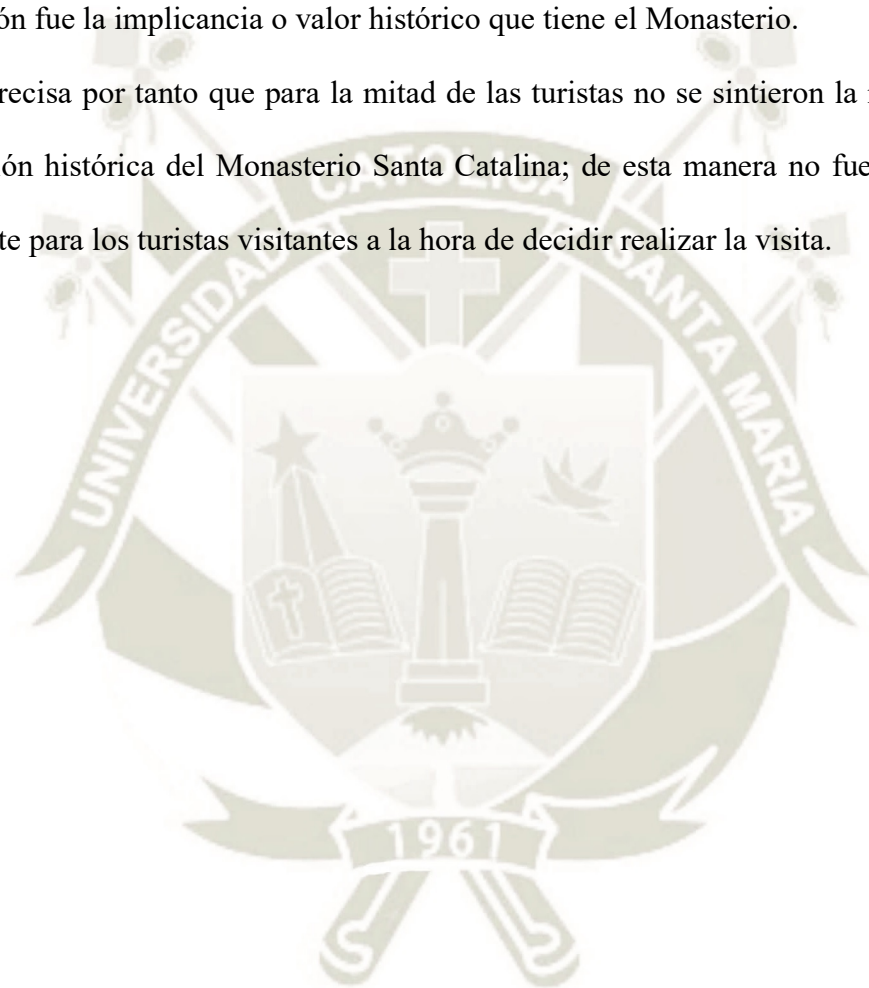 ón fue la implicancia o valor histórico que tiene el Monasterio.
recisa por tanto que para la mitad de las turistas no se sintieron la
ión histórica del Monasterio Santa Catalina; de esta manera no fue
te para los turistas visitantes a la hora de decidir realizar la visita.
UNIVERSIDAD CATOLICA SANTA MARIA
1961